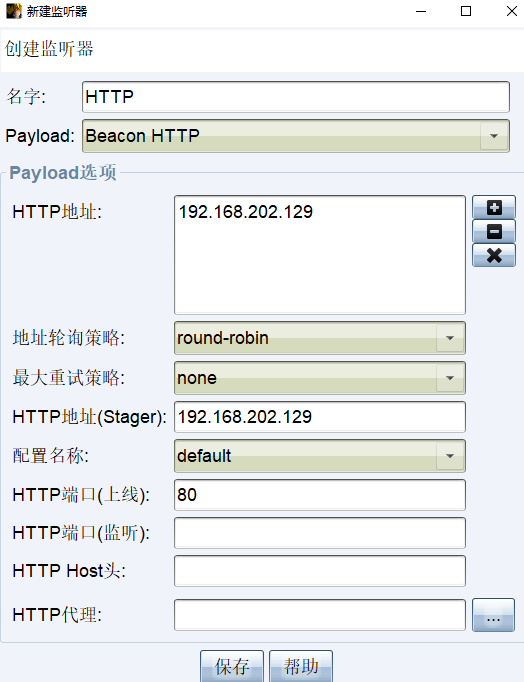 新建监听器
创建监听器
名字: HTTP
Payload: Beacon HTTP
Payload选项
HTTP地址: 192.168.202.129
地址轮询策略: round-robin
最大重试策略: none
HTTP地址(Stager): 192.168.202.129
配置名称: default
HTTP端口(上线): 80
HTTP端口(监听):
HTTP Host头:
HTTP代理: ...
保存 帮助